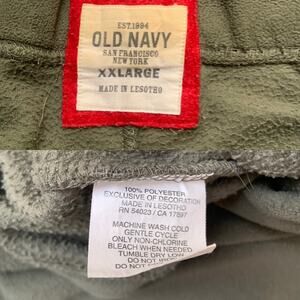 EST.1994
OLD NAVY
SAN FRANCISCO
NEW YORK
XXLARGE
MADE IN LESOTHO
100% POLYESTER
EXCLUSIVE OF DECORATION
MADE IN LESOTHO
RN 54023 / CA 17897
MACHINE WASH COLD
GENTLE CYCLE
ONLY NON-CHLORINE
BLEACH WHEN NEEDED
TUMBLE DRY LOW
DO NOT IRON
DO NOT